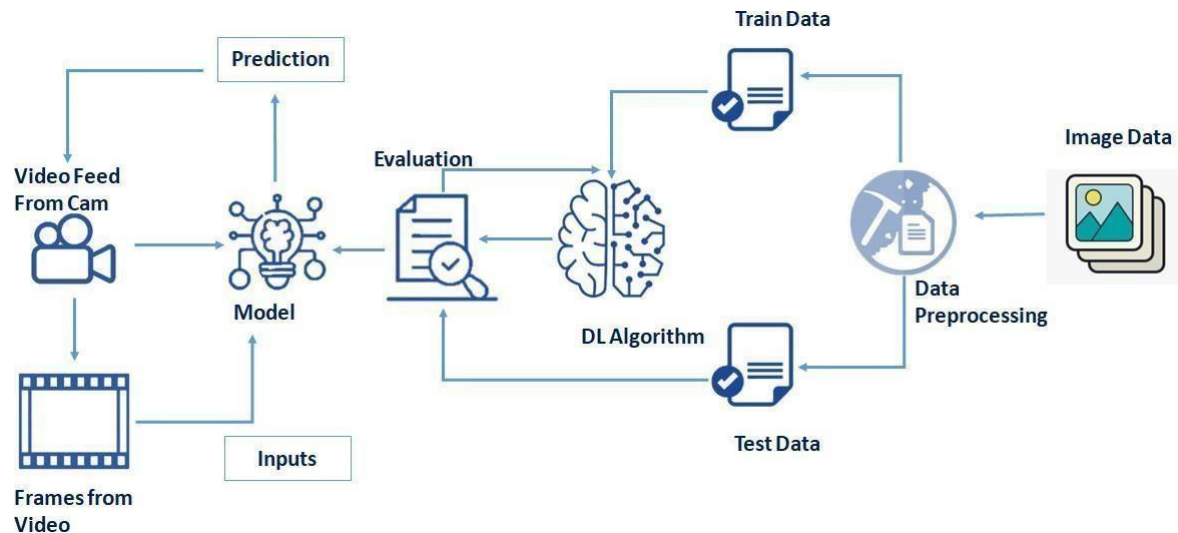 Train Data
Prediction
Image Data
Evaluation
Video Feed
From Cam
Data
Preprocessing
Model
DL Algorithm
Test Data
Inputs
Frames from
Video